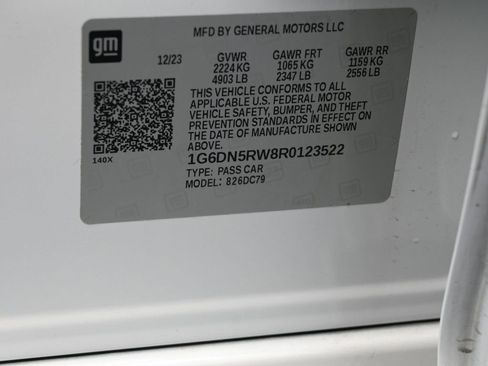 gm
MFD BY GENERAL MOTORS LLC
12/23 GVWR GAWR FRT GAWR RR
2224 KG 1065 KG 1159 KG
4903 LB 2347 LB 2556 LB
THIS VEHICLE CONFORMS TO ALL
APPLICABLE U.S. FEDERAL MOTOR
VEHICLE SAFETY, BUMPER, AND THEFT
PREVENTION STANDARDS IN EFFECT ON
THE DATE OF MANUFACTURE SHOWN
ABOVE.
140X
1G6DN5RW8R0123522
TYPE: PASS CAR
MODEL: 826DC79